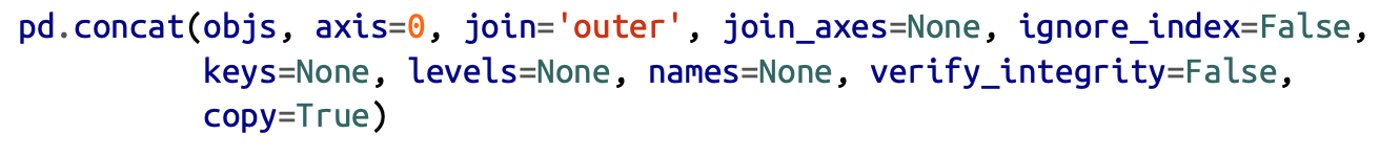 pd.concat(objs, axis=0, join='outer', join_axes=None, ignore_index=False,
keys=None, levels=None, names=None, verify_integrity=False,
copy=True)